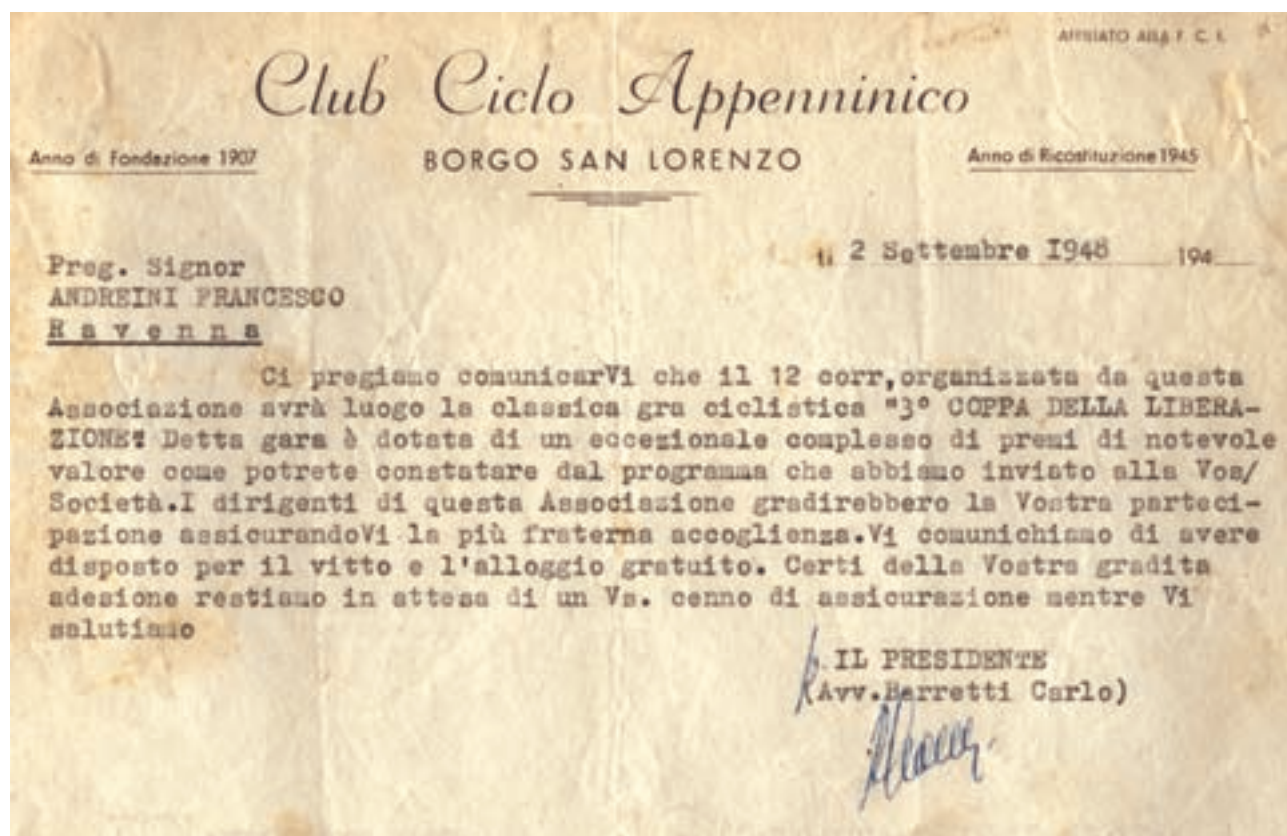 AFFILIATO ALLA F. C. I.
Club Ciclo Appenninico
Anno di Fondazione 1907
BORGO SAN LORENZO
Anno di Ricostituzione 1945
li 2 Settembre I948 194
Preg. Signor
ANDREINI FRANCESCO
Ravenna
Ci pregiamo comunicarVi che il 12 corr,organizzata da questa
Associazione avrà luogo la classica gra ciclistica "3° COPPA DELLA LIBERA-
ZIONE" Detta gara è dotata di un eccezionale complesso di premi di notevole
valore come potrete constatare dal programma che abbiamo inviato alla Vos/
Società.I dirigenti di questa Associazione gradirebbero la Vostra parteci-
pazione assicurandoVi la più fraterna accoglienza.Vi comunichiamo di avere
disposto per il vitto e l'alloggio gratuito. Certi della Vostra gradita
adesione restiamo in attesa di un Vs. cenno di assicurazione mentre Vi
salutiamo
IL PRESIDENTE
(Avv.Barretti Carlo)